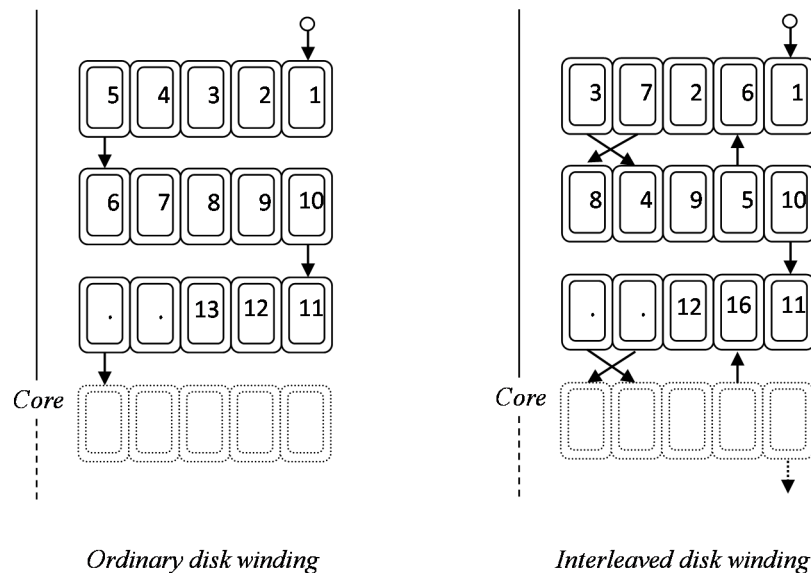 5 4 3 2 1
3 7 2 6 1
6 7 8 9 10
8 4 9 5 10
. . 13 12 11
. . 12 16 11
Core
Core
Ordinary disk winding
Interleaved disk winding